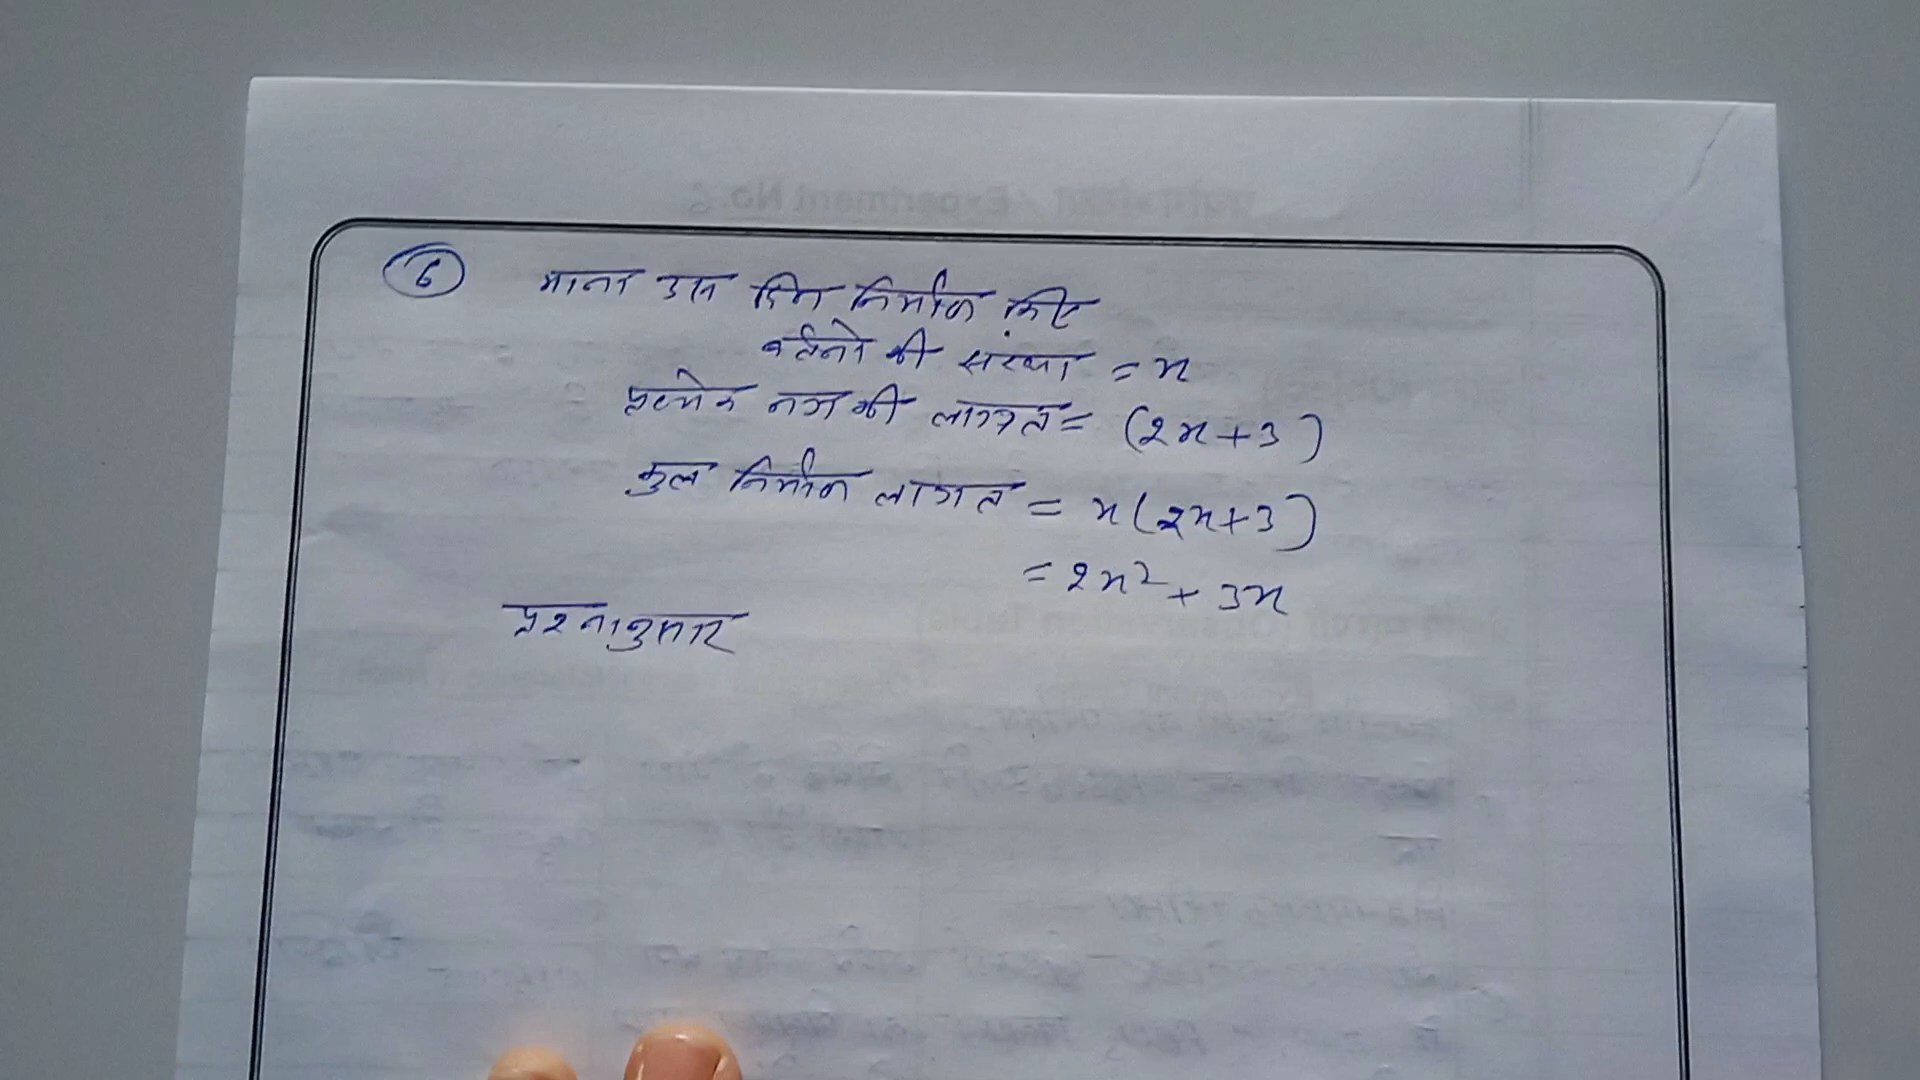 6 माना उस दिन निर्माण किए
बर्तनो की संख्या = x
प्रत्येक नग की लागत = (2x+3)
कुल निर्माण लागत = x(2x+3)
= 2x² + 3x
प्रश्नानुसार